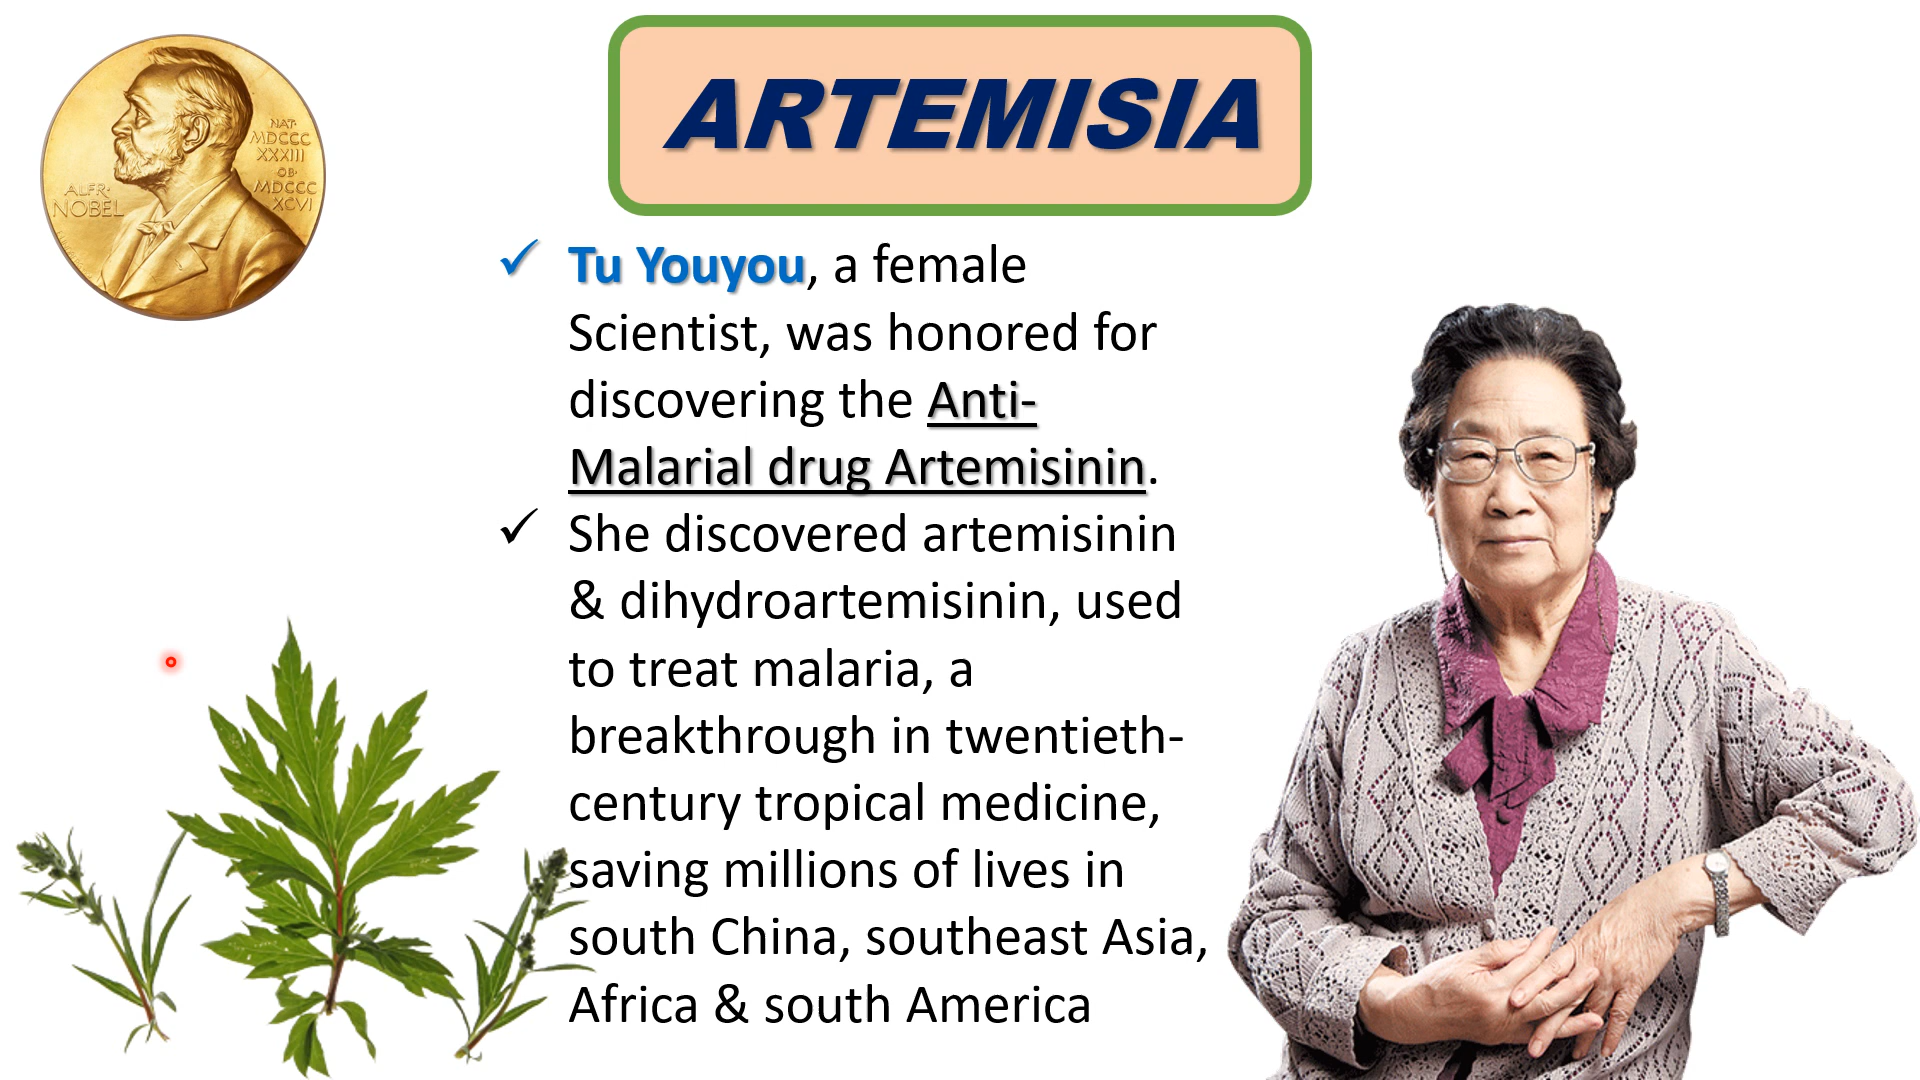 ALFR·
NOBEL
NAT·
MDCCC
XXXIII
OB·
MDCCC
XCVI
ARTEMISIA
✓ Tu Youyou, a female
Scientist, was honored for
discovering the Anti-
Malarial drug Artemisinin.
✓ She discovered artemisinin
& dihydroartemisinin, used
to treat malaria, a
breakthrough in twentieth-
century tropical medicine,
saving millions of lives in
south China, southeast Asia,
Africa & south America